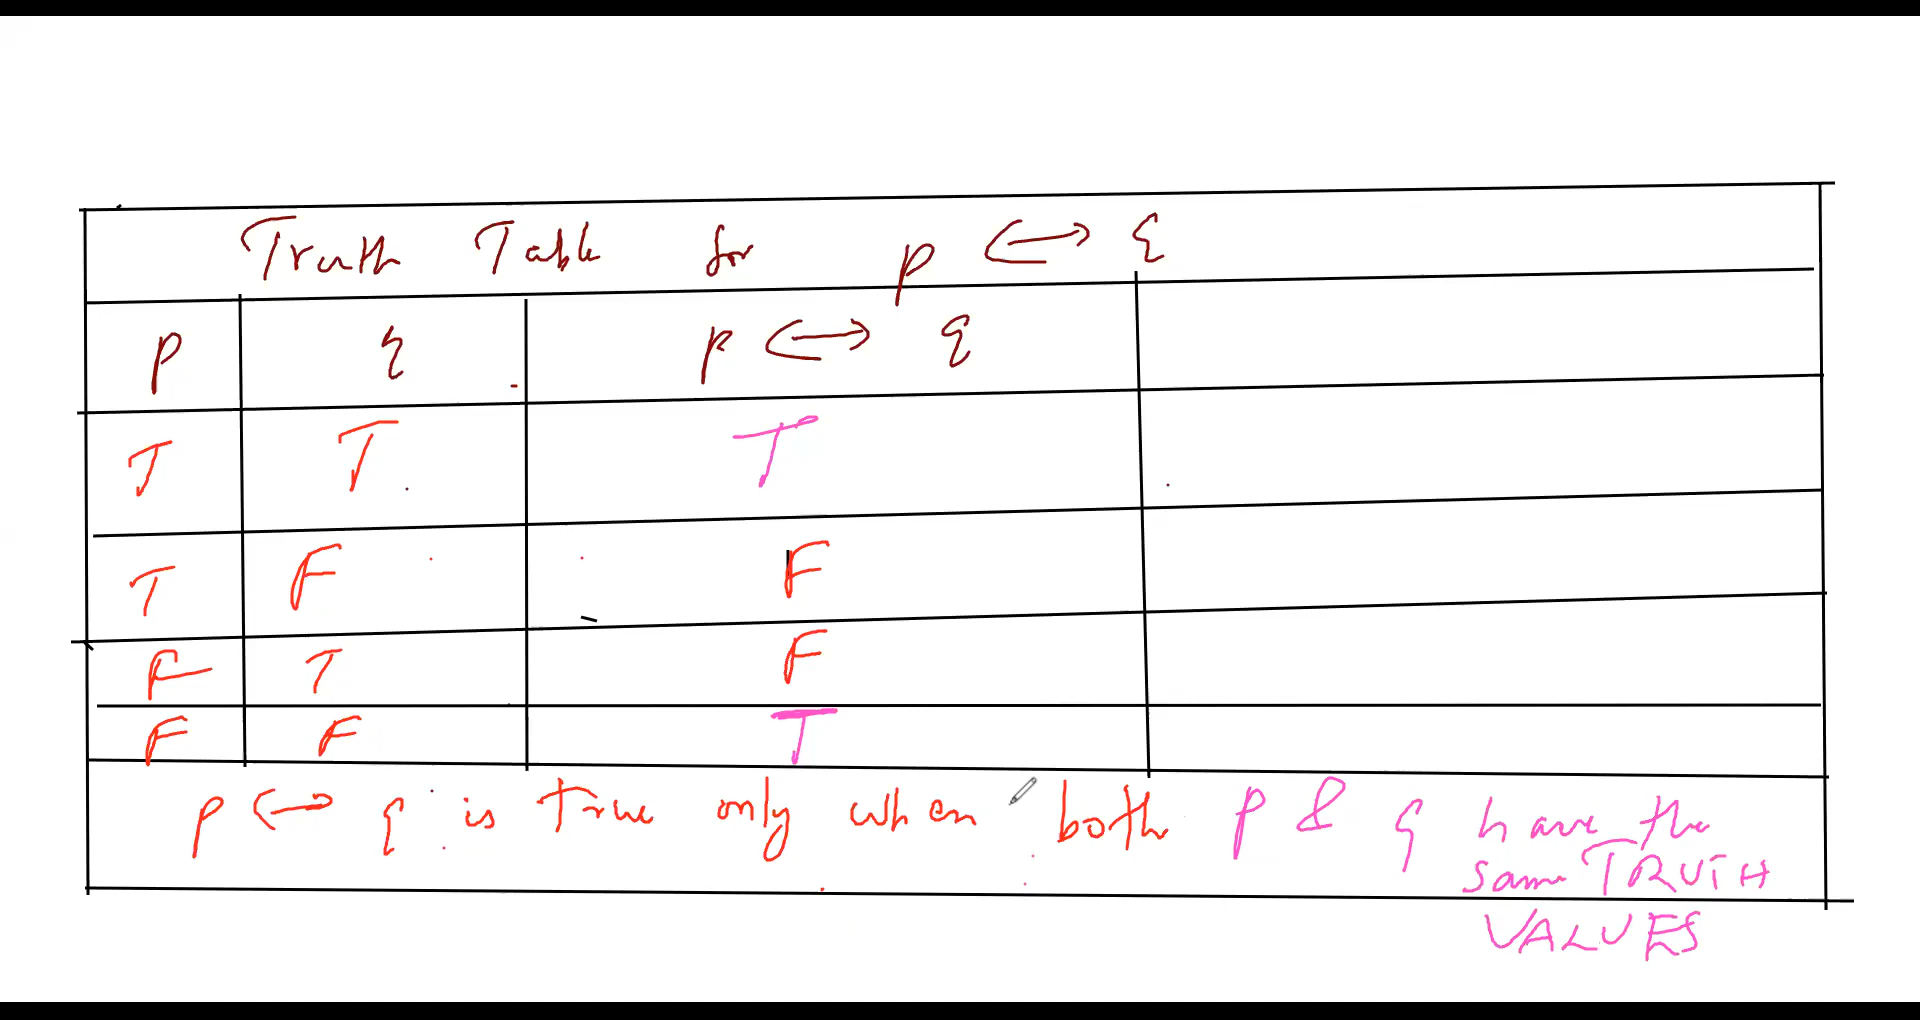 Truth Table for p ↔ q
p q p ↔ q
T T T
T F F
F T F
F F T
p ↔ q is true only when both p & q have the
same TRUTH
VALUES